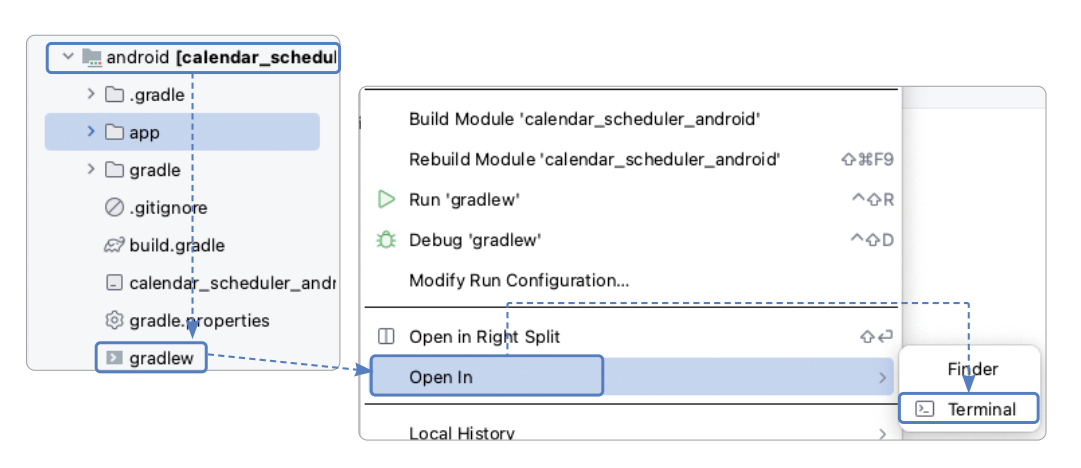 android [calendar_schedul
.gradle
app
gradle
.gitignore
build.gradle
calendar_scheduler_andr
gradle.properties
gradlew
Build Module 'calendar_scheduler_android'
Rebuild Module 'calendar_scheduler_android' ⇧⌘F9
Run 'gradlew' ^⇧R
Debug 'gradlew' ^⇧D
Modify Run Configuration...
Open in Right Split ⇧⏎
Open In
Local History
Finder
Terminal